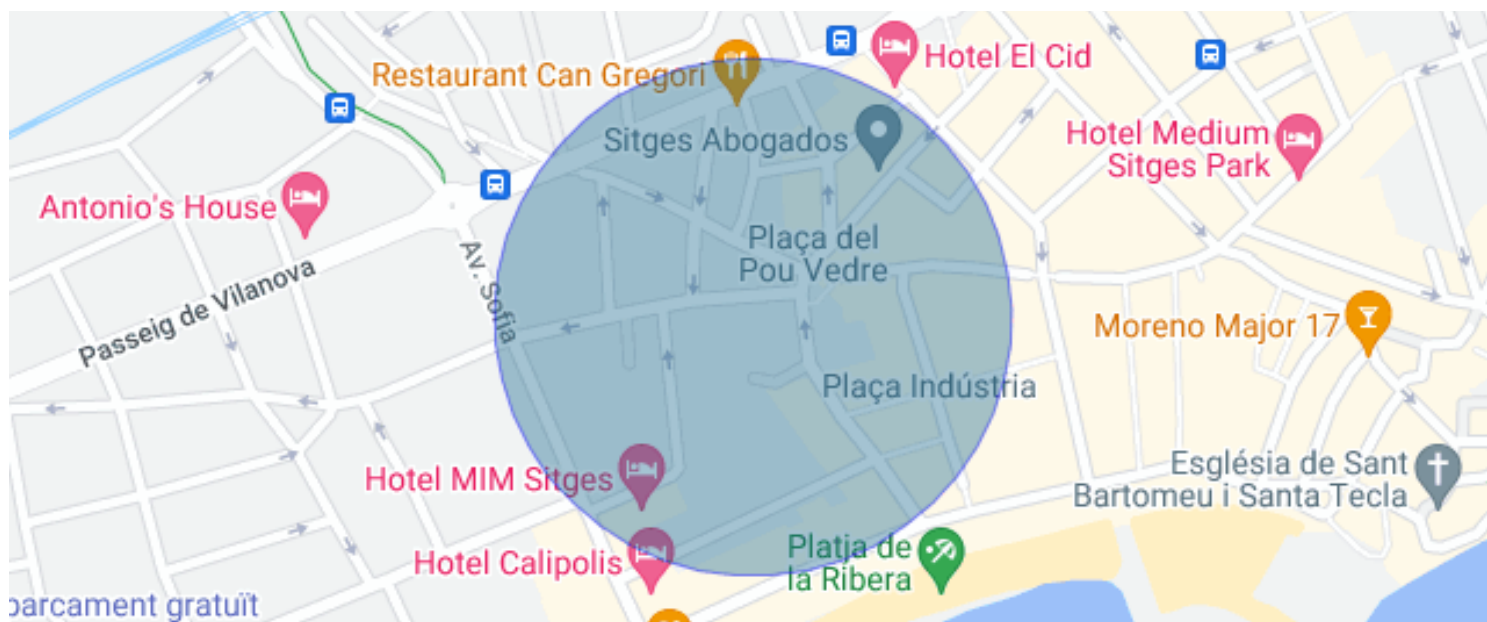 Restaurant Can Gregori
Hotel El Cid
Sitges Abogados
Hotel Medium
Sitges Park
Antonio's House
Plaça del
Pou Vedre
Av. Sofia
Passeig de Vilanova
Moreno Major 17
Plaça Indústria
Hotel MIM Sitges
Església de Sant
Bartomeu i Santa Tecla
Hotel Calipolis
Platja de
la Ribera
parcament gratuït